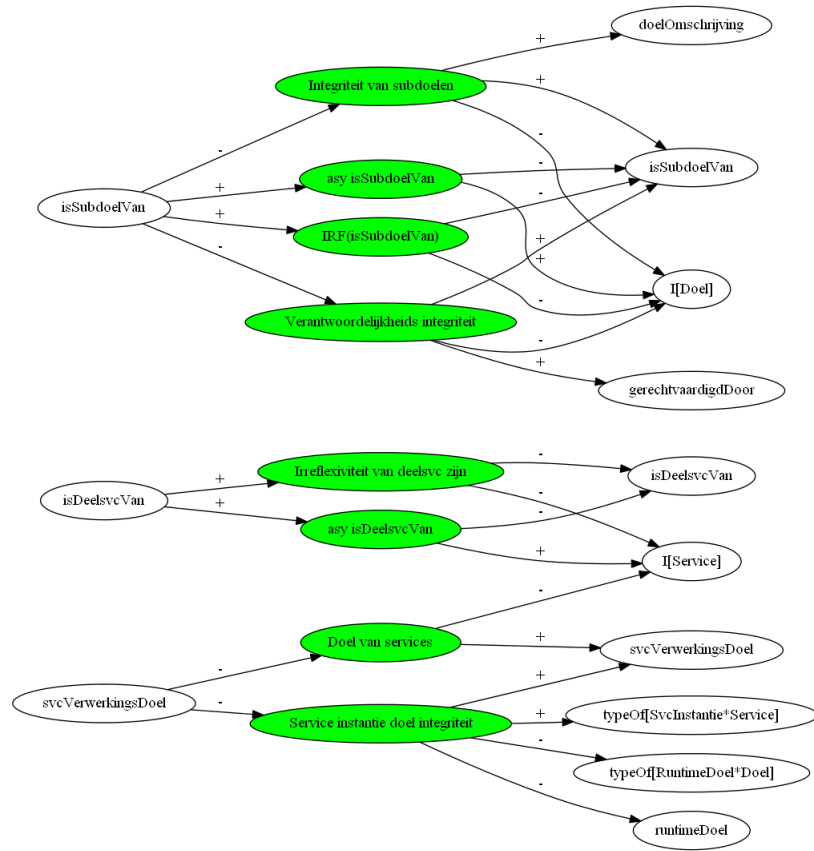 doelOmschrijving
+
Integriteit van subdoelen
+
-
-
isSubdoelVan
-
asy isSubdoelVan
-
+
isSubdoelVan
+
IRF(isSubdoelVan)
-
+
+
I[Doel]
-
Verantwoordelijkheids integriteit
-
+
gerechtvaardigdDoor
Irreflexiviteit van deelsvc zijn
-
isDeelsvcVan
+
-
isDeelsvcVan
+
asy isDeelsvcVan
-
+
I[Service]
-
Doel van services
+
svcVerwerkingsDoel
-
+
svcVerwerkingsDoel
-
Service instantie doel integriteit
+
typeOf[SvcInstantie*Service]
-
typeOf[RuntimeDoel*Doel]
-
runtimeDoel